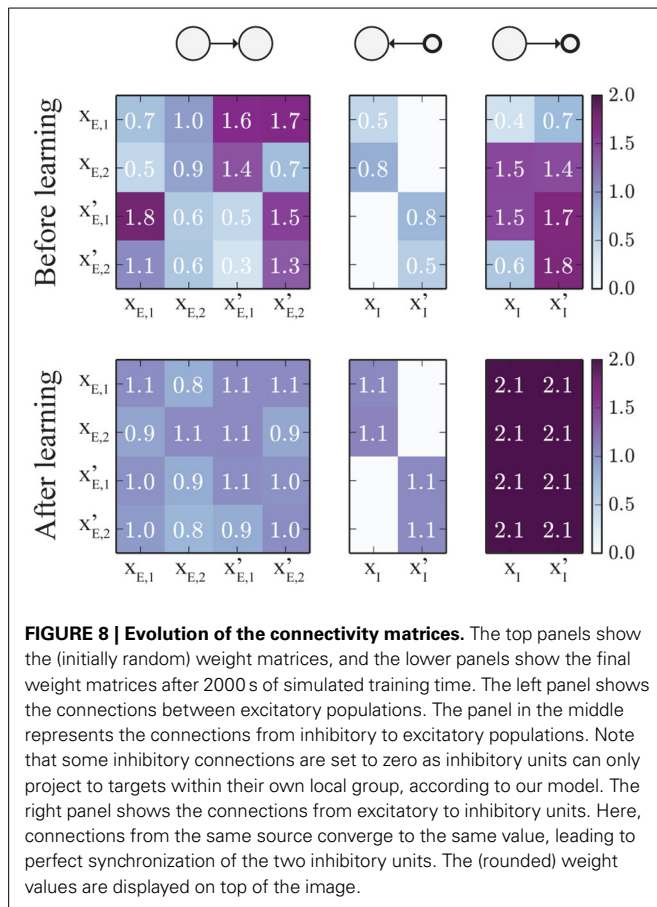 Before learning
X_E,1 0.7 1.0 1.6 1.7 0.5 0.4 0.7 2.0
X_E,2 0.5 0.9 1.4 0.7 0.8 1.5 1.4 1.5
X'_E,1 1.8 0.6 0.5 1.5 0.8 1.5 1.7 1.0
X'_E,2 1.1 0.6 0.3 1.3 0.5 0.6 1.8 0.5
0.0
X_E,1 X_E,2 X'_E,1 X'_E,2 X_I X'_I X_I X'_I
After learning
X_E,1 1.1 0.8 1.1 1.1 1.1 2.1 2.1 2.0
X_E,2 0.9 1.1 1.1 0.9 1.1 2.1 2.1 1.5
X'_E,1 1.0 0.9 1.1 1.0 1.1 2.1 2.1 1.0
X'_E,2 1.0 0.8 0.9 1.0 1.1 2.1 2.1 0.5
0.0
X_E,1 X_E,2 X'_E,1 X'_E,2 X_I X'_I X_I X'_I
FIGURE 8 | Evolution of the connectivity matrices. The top panels show
the (initially random) weight matrices, and the lower panels show the final
weight matrices after 2000 s of simulated training time. The left panel shows
the connections between excitatory populations. The panel in the middle
represents the connections from inhibitory to excitatory populations. Note
that some inhibitory connections are set to zero as inhibitory units can only
project to targets within their own local group, according to our model. The
right panel shows the connections from excitatory to inhibitory units. Here,
connections from the same source converge to the same value, leading to
perfect synchronization of the two inhibitory units. The (rounded) weight
values are displayed on top of the image.